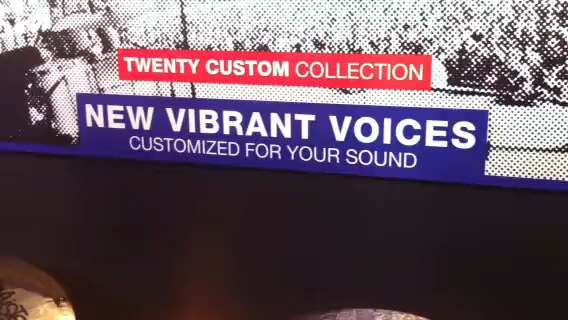 TWENTY CUSTOM COLLECTION
NEW VIBRANT VOICES
CUSTOMIZED FOR YOUR SOUND